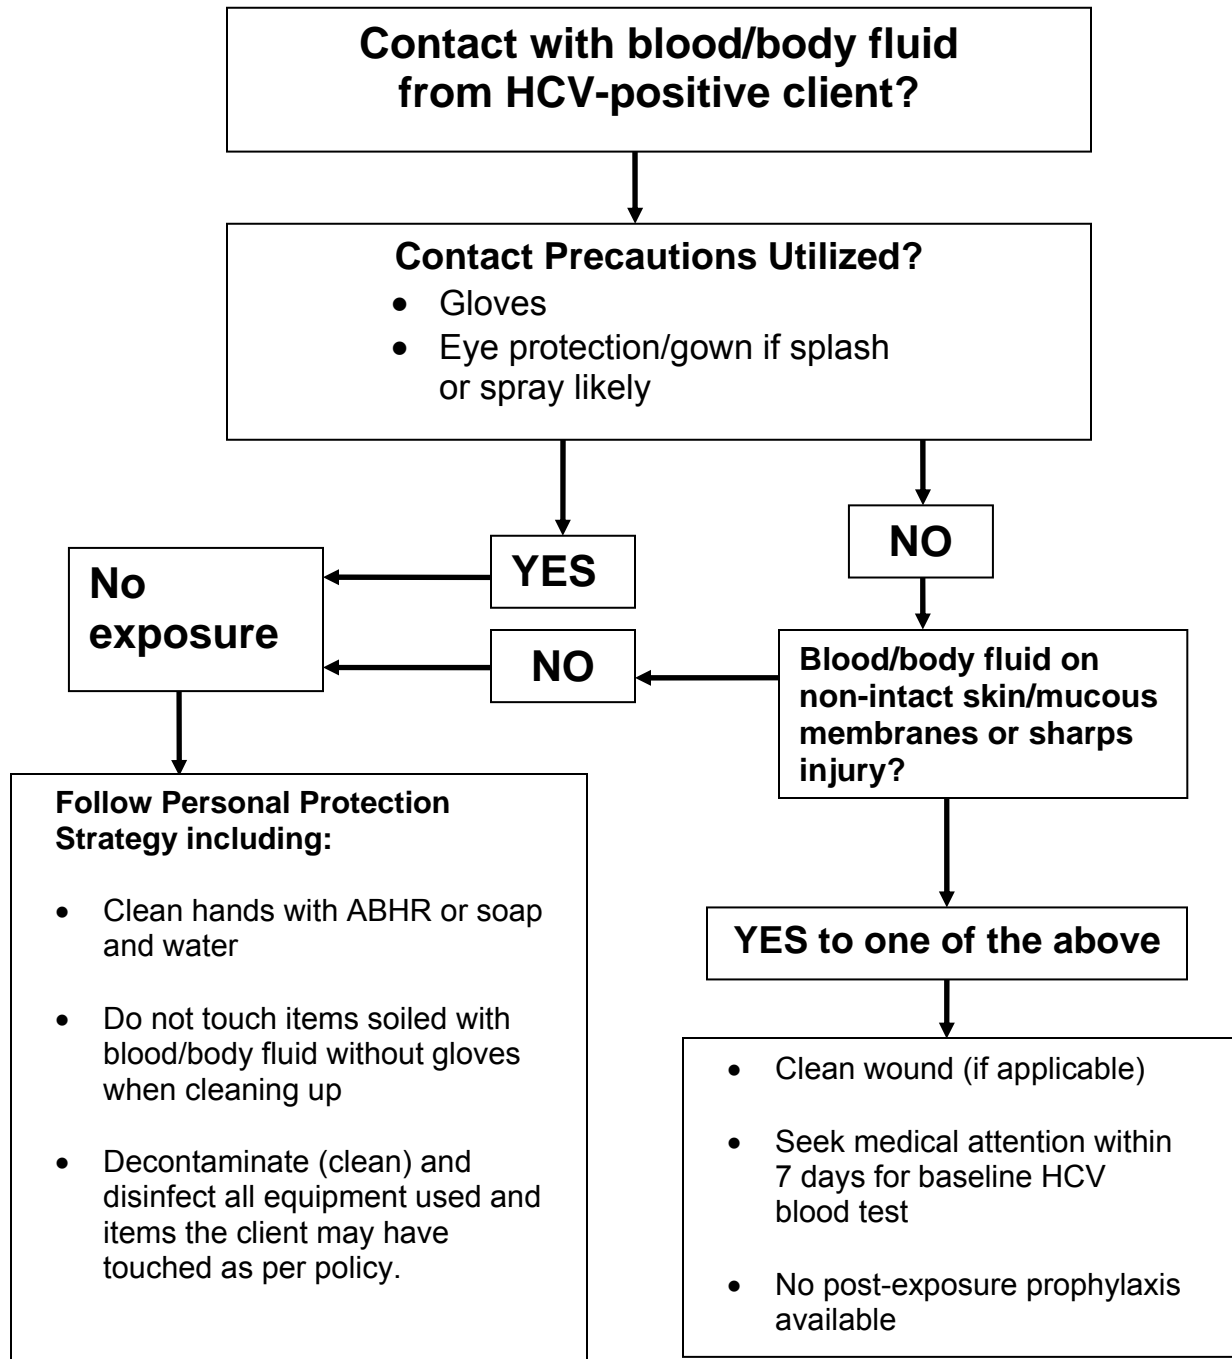 Contact with blood/body fluid
from HCV-positive client?
Contact Precautions Utilized?
• Gloves
• Eye protection/gown if splash
or spray likely
YES
NO
No
exposure
NO
Blood/body fluid on
non-intact skin/mucous
membranes or sharps
injury?
Follow Personal Protection
Strategy including:
• Clean hands with ABHR or soap
and water
• Do not touch items soiled with
blood/body fluid without gloves
when cleaning up
• Decontaminate (clean) and
disinfect all equipment used and
items the client may have
touched as per policy.
YES to one of the above
• Clean wound (if applicable)
• Seek medical attention within
7 days for baseline HCV
blood test
• No post-exposure prophylaxis
available